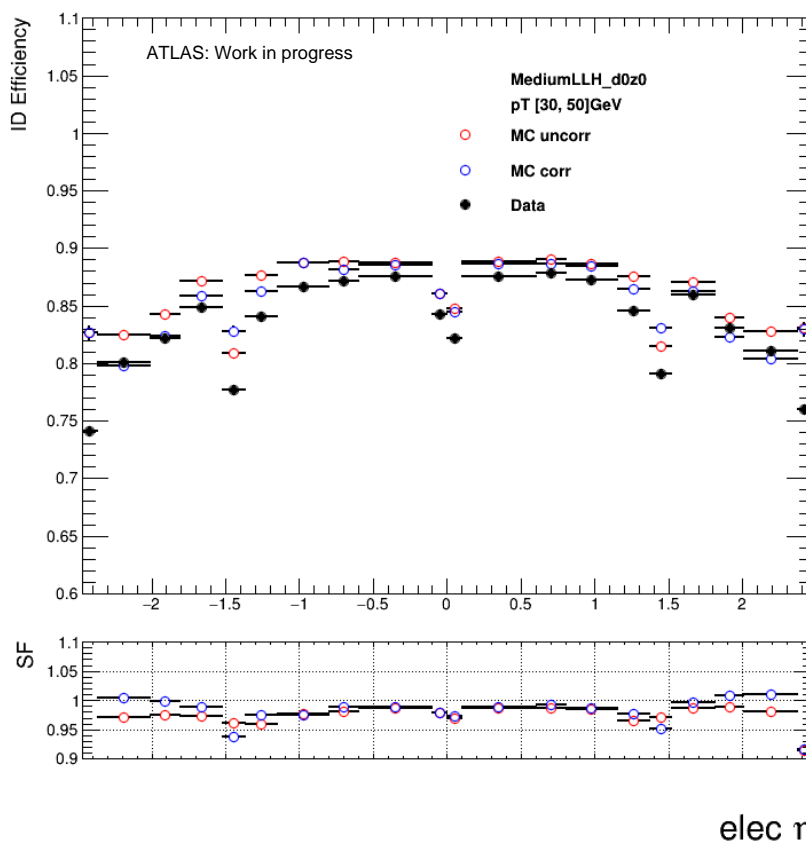 ID Efficiency
1.1
1.05
1
0.95
0.9
0.85
0.8
0.75
0.7
0.65
0.6
ATLAS: Work in progress
MediumLLH_d0z0
pT [30, 50]GeV
MC uncorr
MC corr
Data
−2 −1.5 −1 −0.5 0 0.5 1 1.5 2
SF
1.1
1.05
1
0.95
0.9
elec η